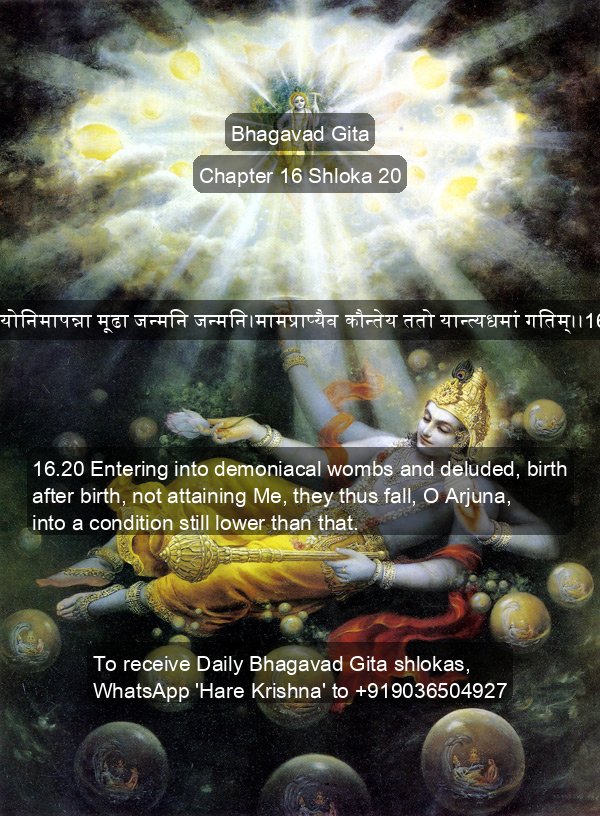 Bhagavad Gita
Chapter 16 Shloka 20
योनिमापन्ना मूढा जन्मनि जन्मनि।मामप्राप्यैव कौन्तेय ततो यान्त्यधमां गतिम्।।16
16.20 Entering into demoniacal wombs and deluded, birth
after birth, not attaining Me, they thus fall, O Arjuna,
into a condition still lower than that.
To receive Daily Bhagavad Gita shlokas,
WhatsApp 'Hare Krishna' to +919036504927